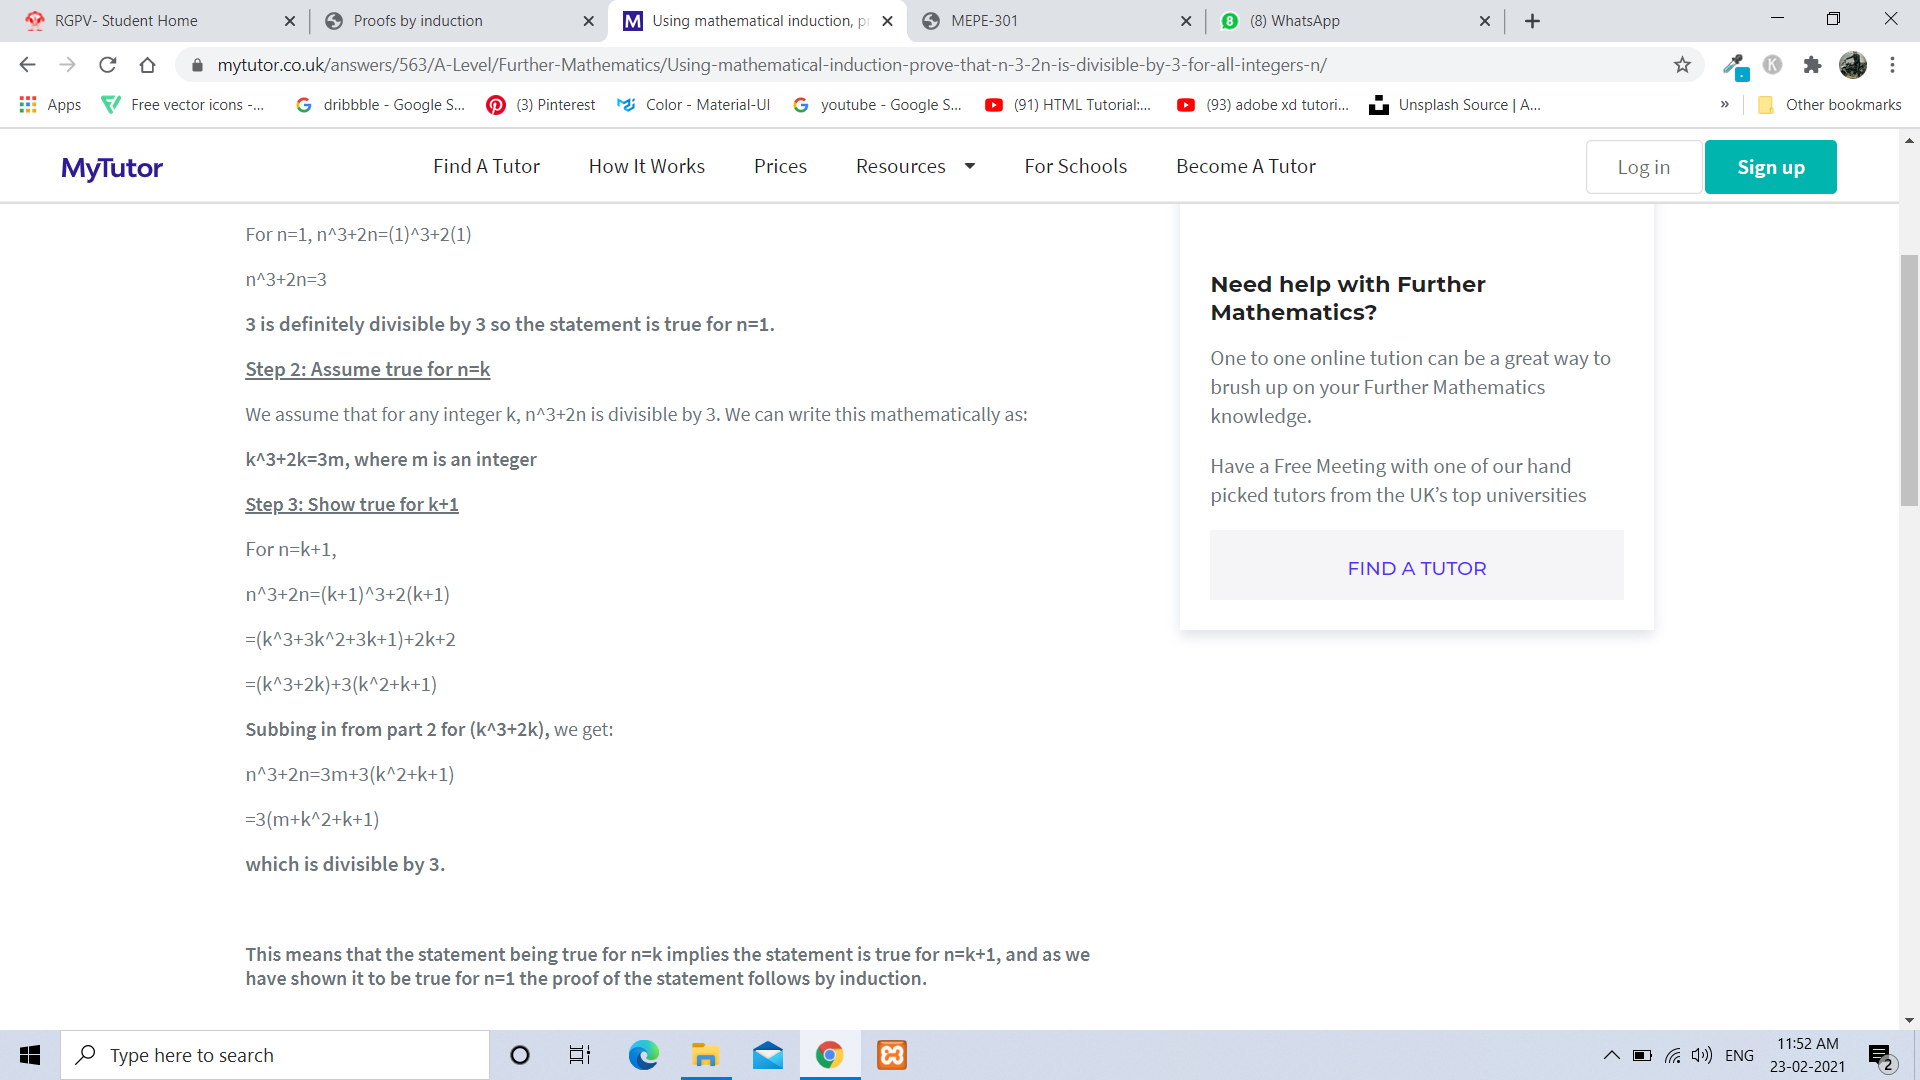 RGPV- Student Home
Proofs by induction
Using mathematical induction, pr
MEPE-301
(8) WhatsApp
mytutor.co.uk/answers/563/A-Level/Further-Mathematics/Using-mathematical-induction-prove-that-n-3-2n-is-divisible-by-3-for-all-integers-n/
Apps
Free vector icons -...
dribbble - Google S...
(3) Pinterest
Color - Material-UI
youtube - Google S...
(91) HTML Tutorial:...
(93) adobe xd tutori...
Unsplash Source | A...
»
Other bookmarks
MyTutor
Find A Tutor
How It Works
Prices
Resources
For Schools
Become A Tutor
Log in
Sign up
For n=1, n^3+2n=(1)^3+2(1)
n^3+2n=3
3 is definitely divisible by 3 so the statement is true for n=1.
Step 2: Assume true for n=k
We assume that for any integer k, n^3+2n is divisible by 3. We can write this mathematically as:
k^3+2k=3m, where m is an integer
Step 3: Show true for k+1
For n=k+1,
n^3+2n=(k+1)^3+2(k+1)
=(k^3+3k^2+3k+1)+2k+2
=(k^3+2k)+3(k^2+k+1)
Subbing in from part 2 for (k^3+2k), we get:
n^3+2n=3m+3(k^2+k+1)
=3(m+k^2+k+1)
which is divisible by 3.
This means that the statement being true for n=k implies the statement is true for n=k+1, and as we
have shown it to be true for n=1 the proof of the statement follows by induction.
Need help with Further
Mathematics?
One to one online tution can be a great way to
brush up on your Further Mathematics
knowledge.
Have a Free Meeting with one of our hand
picked tutors from the UK's top universities
FIND A TUTOR
Type here to search
ENG
11:52 AM
23-02-2021
2